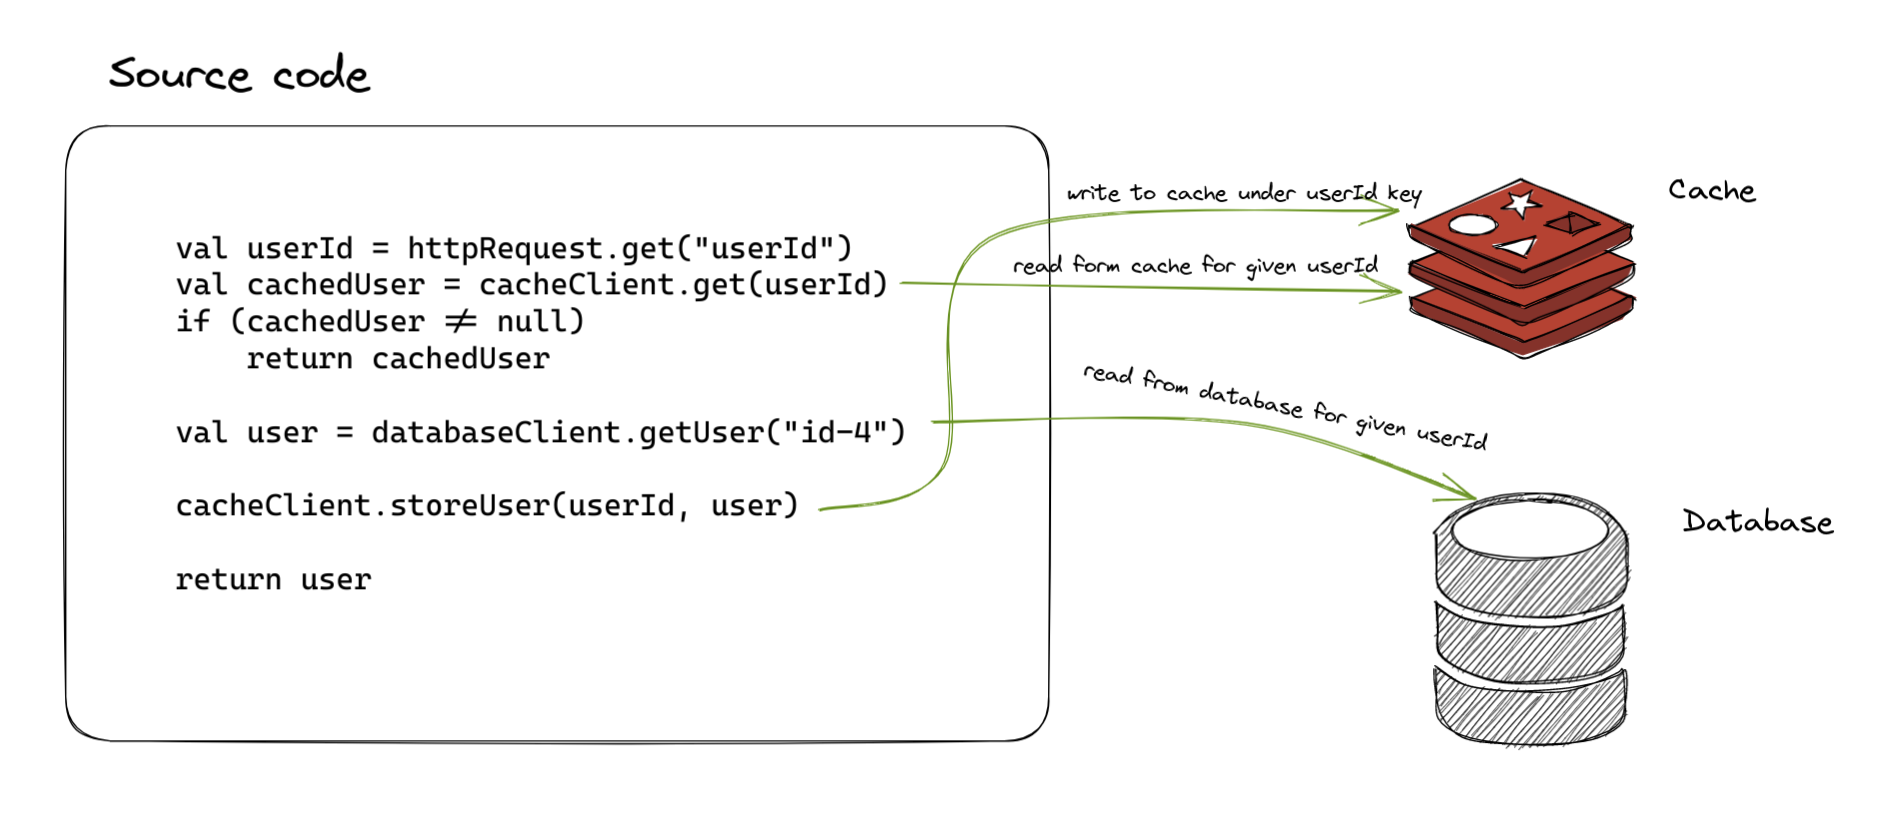 Source code
val userId = httpRequest.get("userId")
val cachedUser = cacheClient.get(userId)
if (cachedUser ≠ null)
    return cachedUser
val user = databaseClient.getUser("id-4")
cacheClient.storeUser(userId, user)
return user
write to cache under userId key
read form cache for given userId
read from database for given userId
Cache
Database